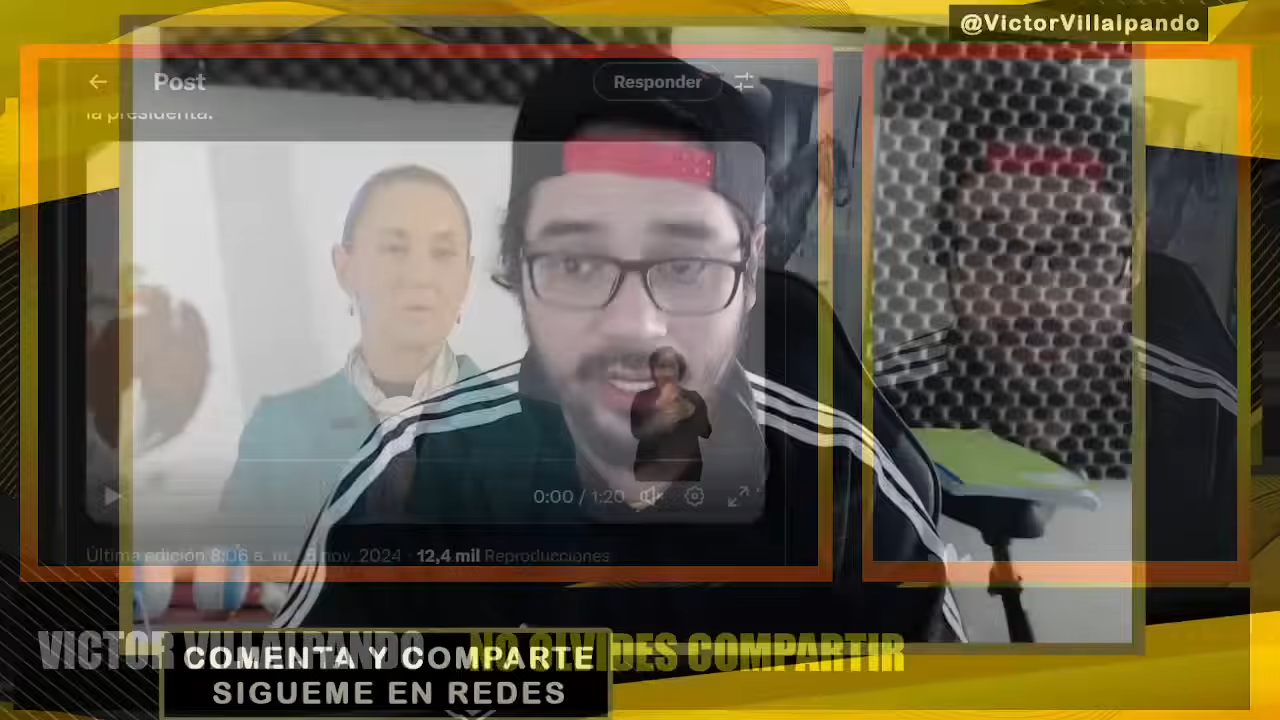 @VictorVillalpando
Post
Responder
la presidenta.
0:00 / 1:20
Última edición 8:06 a. m. · 6 nov. 2024 · 12,4 mil Reproducciones
VICTOR VILLALPANDO
NO OLVIDES COMPARTIR
COMENTA Y COMPARTE
SIGUEME EN REDES